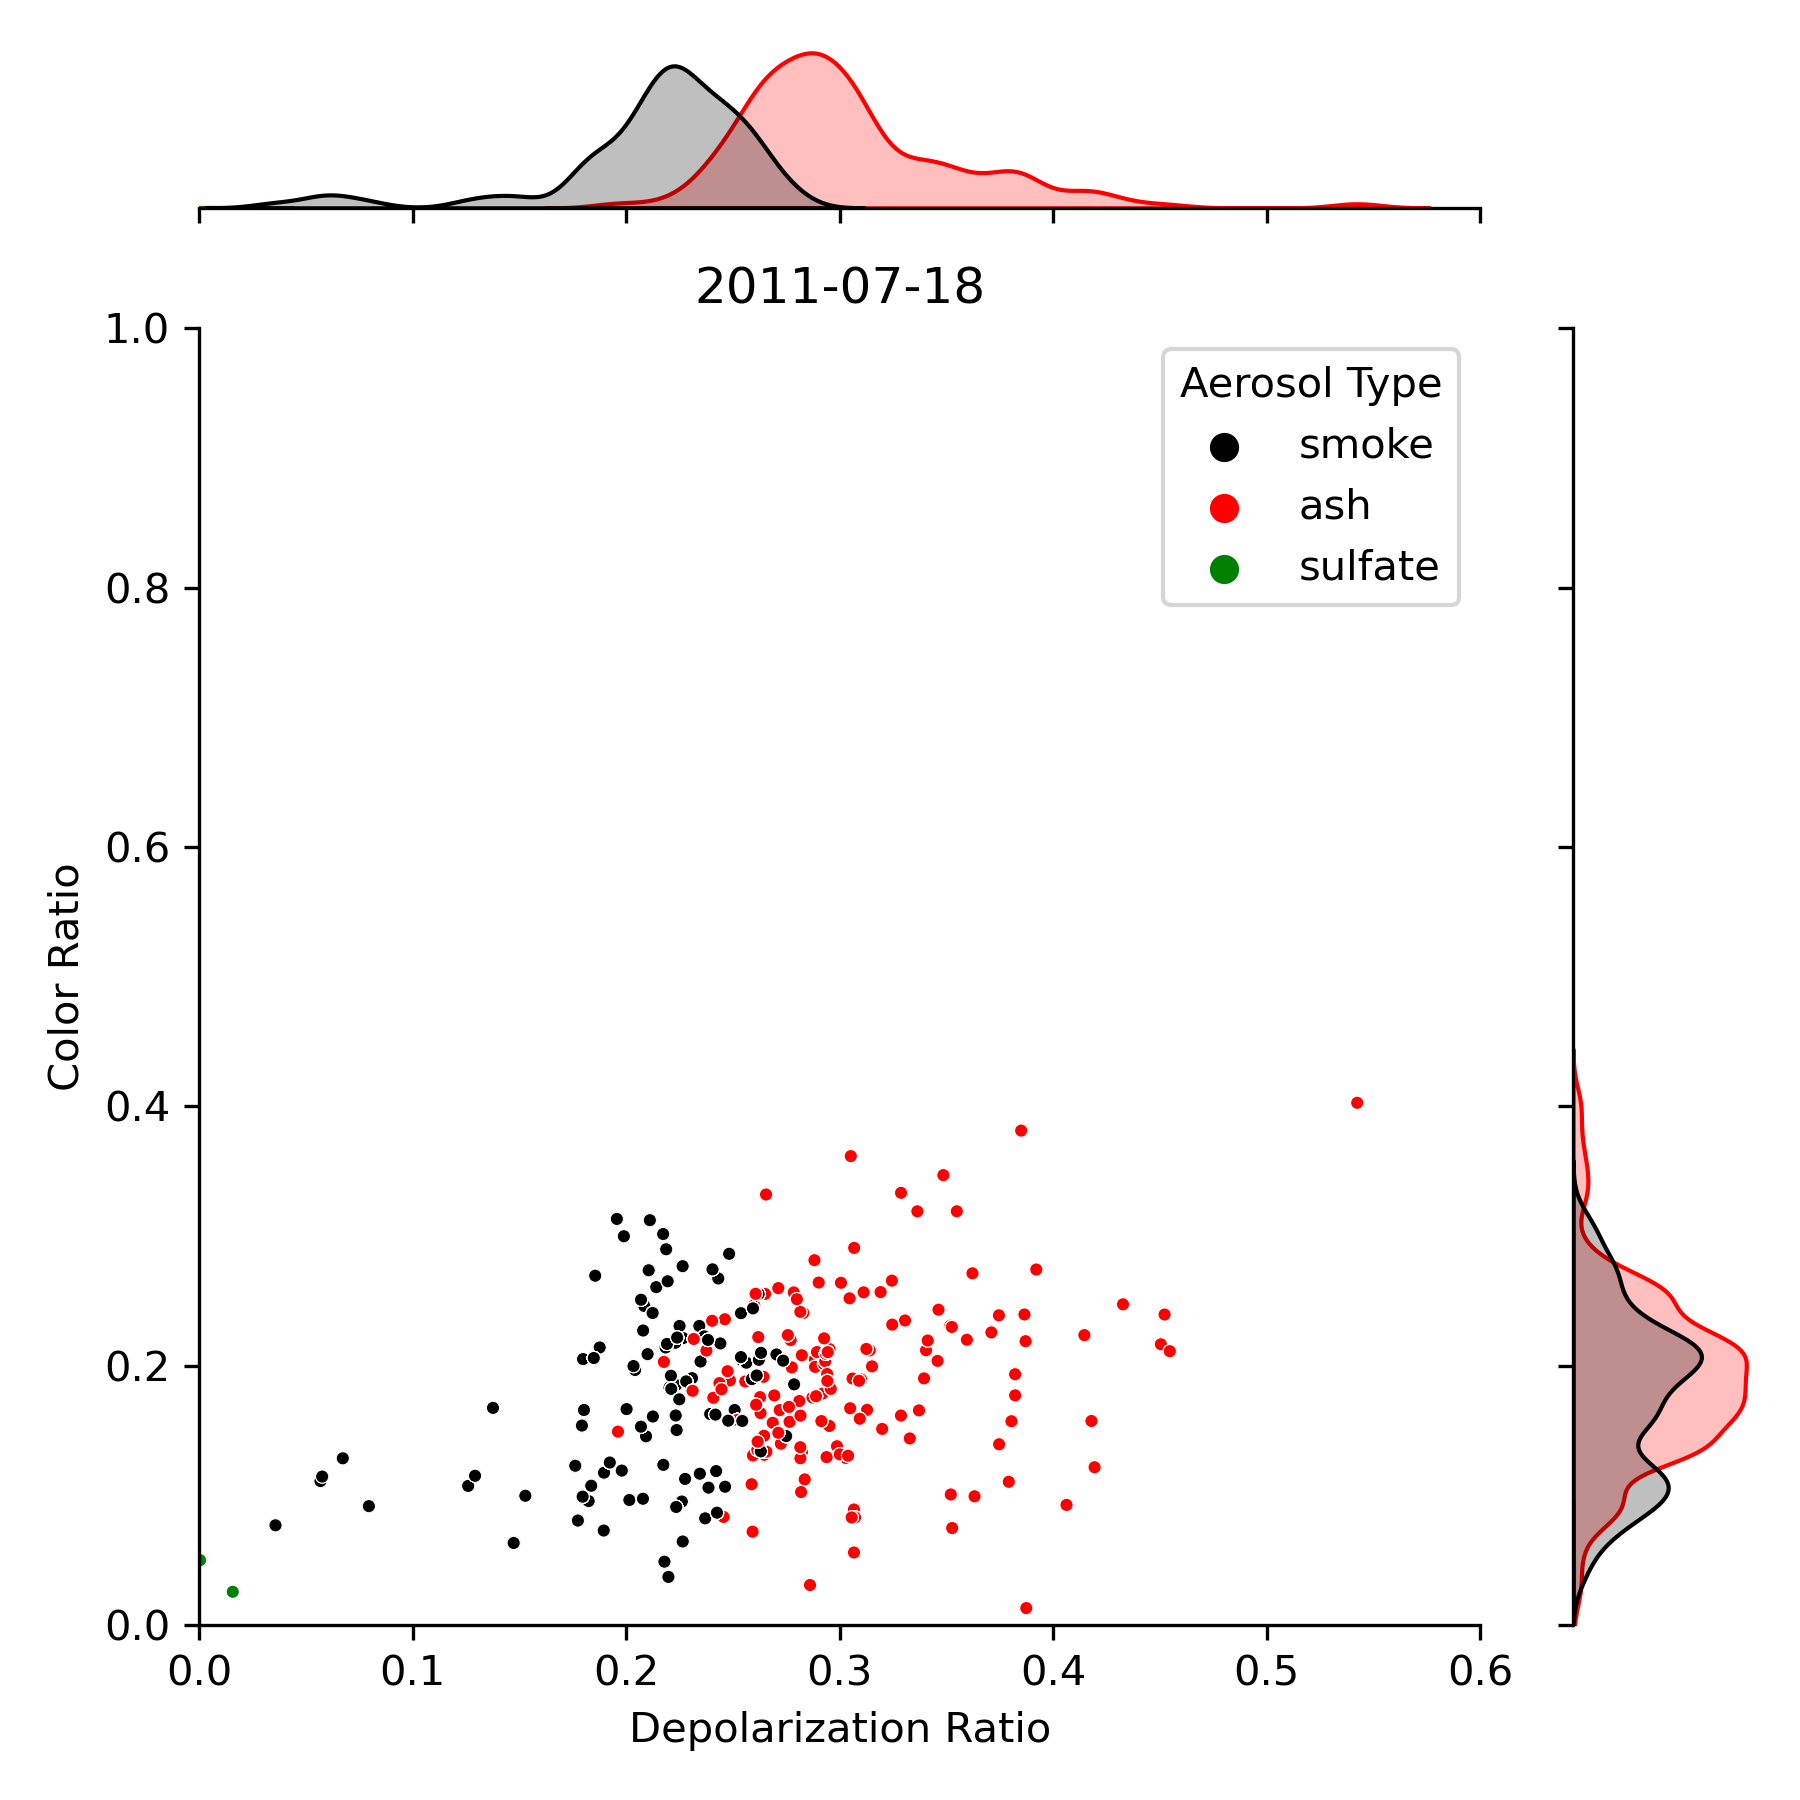 2011-07-18
1.0
0.8
0.6
0.4
0.2
0.0
Color Ratio
Aerosol Type
smoke
ash
sulfate
0.0 0.1 0.2 0.3 0.4 0.5 0.6
Depolarization Ratio